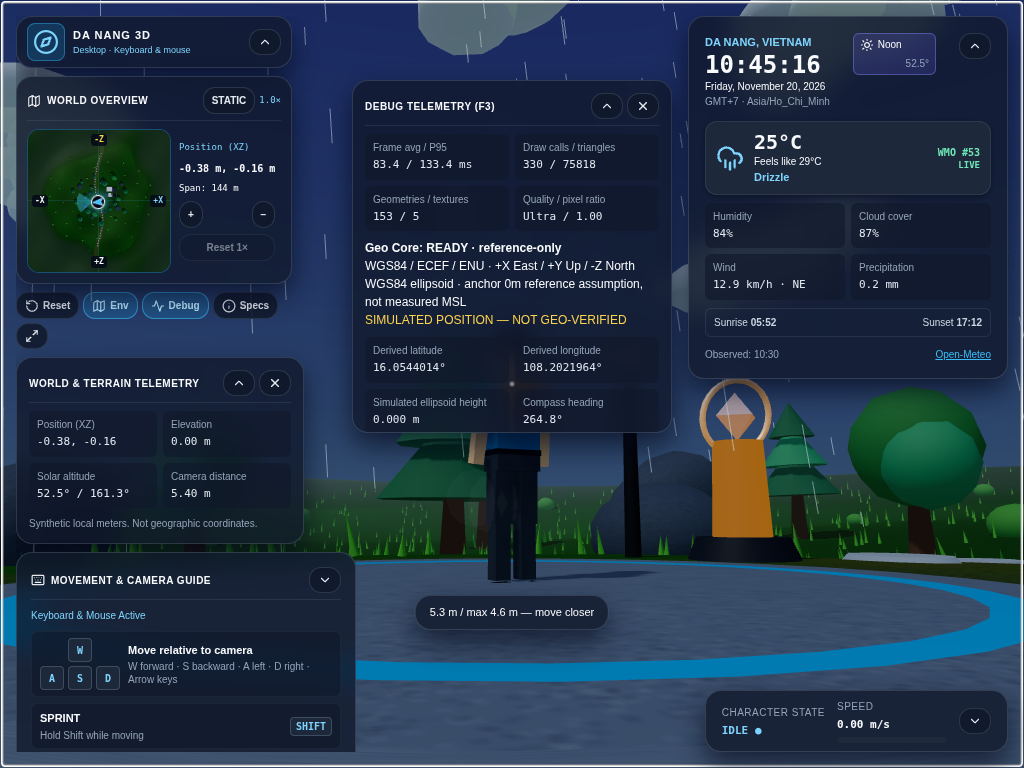 DA NANG 3D
Desktop · Keyboard & mouse
WORLD OVERVIEW
STATIC
1.0×
-Z
-X
+X
+Z
Position (XZ)
-0.38 m, -0.16 m
Span: 144 m
+
−
Reset 1×
Reset
Env
Debug
Specs
WORLD & TERRAIN TELEMETRY
Position (XZ)
-0.38, -0.16
Elevation
0.00 m
Solar altitude
52.5° / 161.3°
Camera distance
5.40 m
Synthetic local meters. Not geographic coordinates.
MOVEMENT & CAMERA GUIDE
Keyboard & Mouse Active
W
A S D
Move relative to camera
W forward · S backward · A left · D right ·
Arrow keys
SPRINT
Hold Shift while moving
SHIFT
DEBUG TELEMETRY (F3)
Frame avg / P95
83.4 / 133.4 ms
Draw calls / triangles
330 / 75818
Geometries / textures
153 / 5
Quality / pixel ratio
Ultra / 1.00
Geo Core: READY · reference-only
WGS84 / ECEF / ENU · +X East / +Y Up / -Z North
WGS84 ellipsoid · anchor 0m reference assumption,
not measured MSL
SIMULATED POSITION — NOT GEO-VERIFIED
Derived latitude
16.0544014°
Derived longitude
108.2021964°
Simulated ellipsoid height
0.000 m
Compass heading
264.8°
5.3 m / max 4.6 m — move closer
DA NANG, VIETNAM
10:45:16
Friday, November 20, 2026
GMT+7 · Asia/Ho_Chi_Minh
Noon
52.5°
25°C
Feels like 29°C
Drizzle
WMO #53
LIVE
Humidity
84%
Cloud cover
87%
Wind
12.9 km/h · NE
Precipitation
0.2 mm
Sunrise 05:52
Sunset 17:12
Observed: 10:30
Open-Meteo
CHARACTER STATE
IDLE ●
SPEED
0.00 m/s